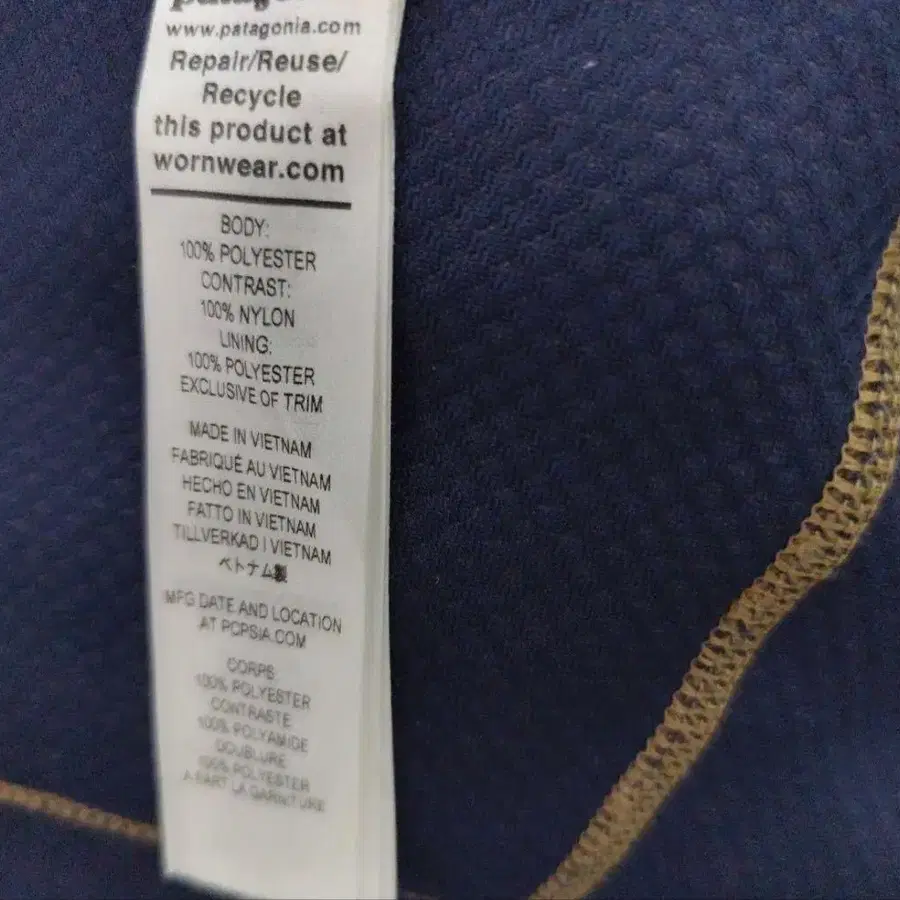 patagonia
www.patagonia.com
Repair/Reuse/
Recycle
this product at
wornwear.com
BODY:
100% POLYESTER
CONTRAST:
100% NYLON
LINING:
100% POLYESTER
EXCLUSIVE OF TRIM
MADE IN VIETNAM
FABRIQUÉ AU VIETNAM
HECHO EN VIETNAM
FATTO IN VIETNAM
TILLVERKAD I VIETNAM
ベトナム製
MFG DATE AND LOCATION
AT PCPSIA.COM
CORPS:
100% POLYESTER
CONTRASTE
100% POLYAMIDE
DOUBLURE
100% POLYESTER
A PART LA GARNITURE